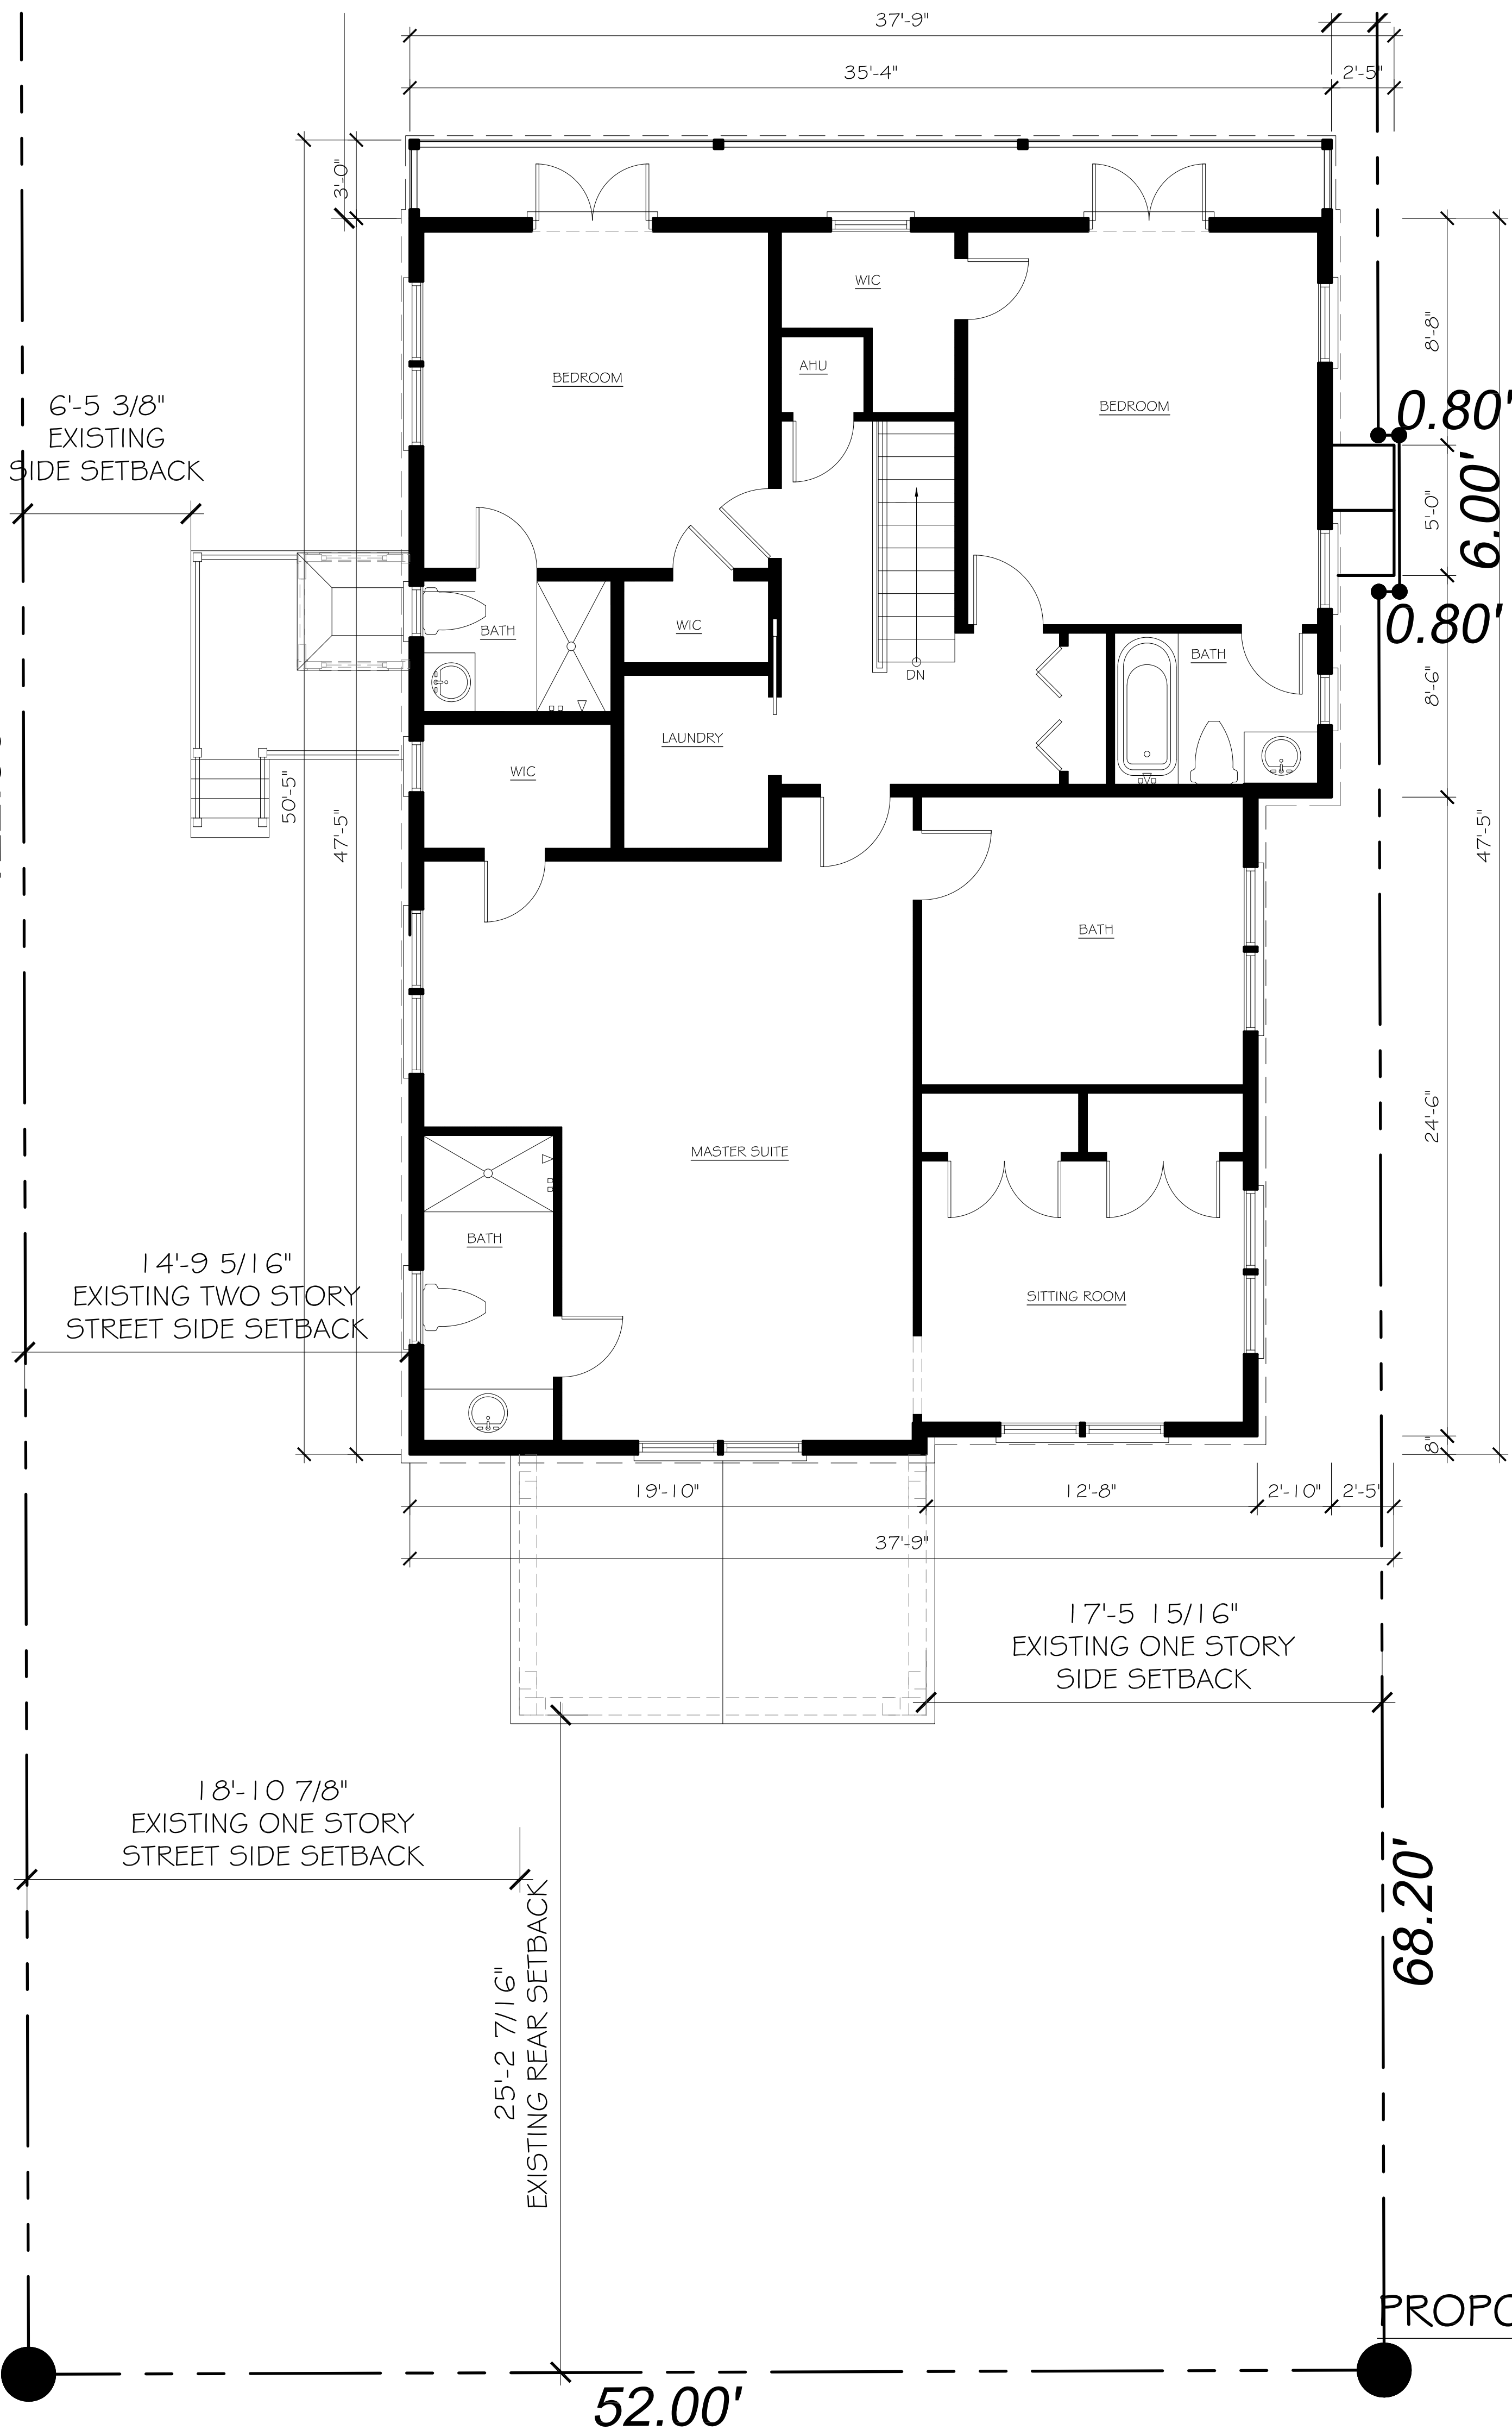 37'-9"
35'-4"
2'-5"
3'-0"
WIC
8'-8"
AHU
BEDROOM
BEDROOM
6'-5 3/8"
EXISTING
SIDE SETBACK
0.80'
6.00'
5'-0"
0.80'
BATH
WIC
BATH
DN
8'-6"
LAUNDRY
WIC
50'-5"
47'-5"
47'-5"
BATH
24'-6"
MASTER SUITE
BATH
14'-9 5/16"
EXISTING TWO STORY
STREET SIDE SETBACK
SITTING ROOM
8"
19'-10"
12'-8"
2'-10"
2'-5"
37'-9"
17'-5 15/16"
EXISTING ONE STORY
SIDE SETBACK
18'-10 7/8"
EXISTING ONE STORY
STREET SIDE SETBACK
68.20'
25'-2 7/16"
EXISTING REAR SETBACK
PROPO
52.00'